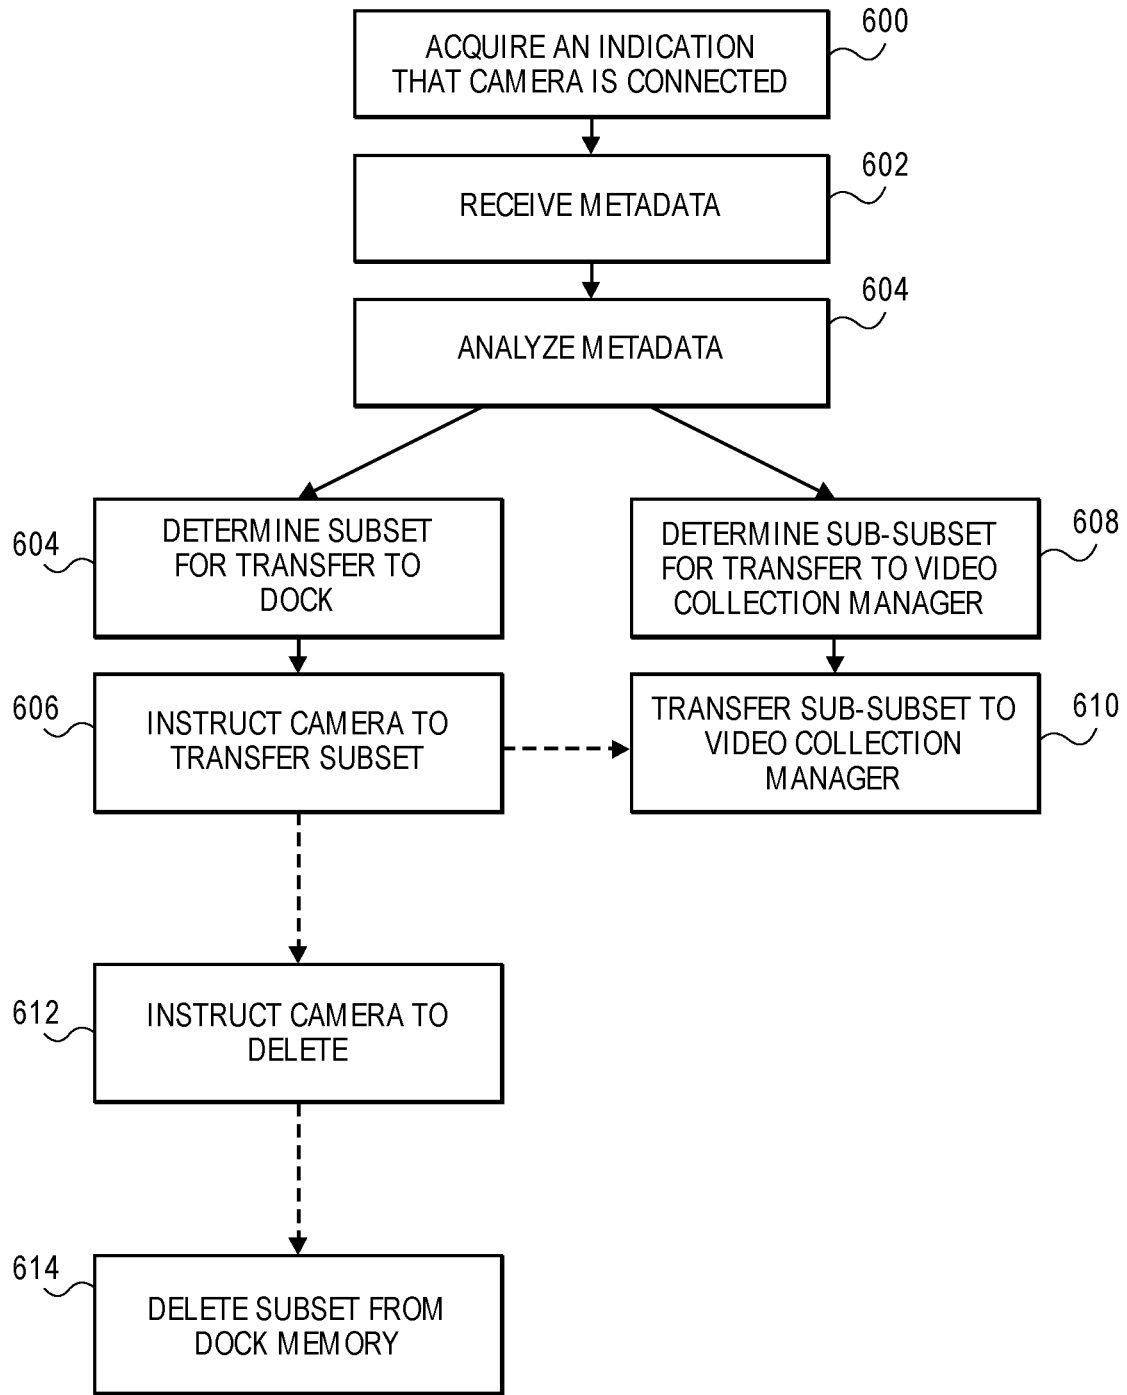 600
ACQUIRE AN INDICATION
THAT CAMERA IS CONNECTED
602
RECEIVE METADATA
604
ANALYZE METADATA
604
DETERMINE SUBSET
FOR TRANSFER TO
DOCK
608
DETERMINE SUB-SUBSET
FOR TRANSFER TO VIDEO
COLLECTION MANAGER
606
INSTRUCT CAMERA TO
TRANSFER SUBSET
610
TRANSFER SUB-SUBSET TO
VIDEO COLLECTION
MANAGER
612
INSTRUCT CAMERA TO
DELETE
614
DELETE SUBSET FROM
DOCK MEMORY